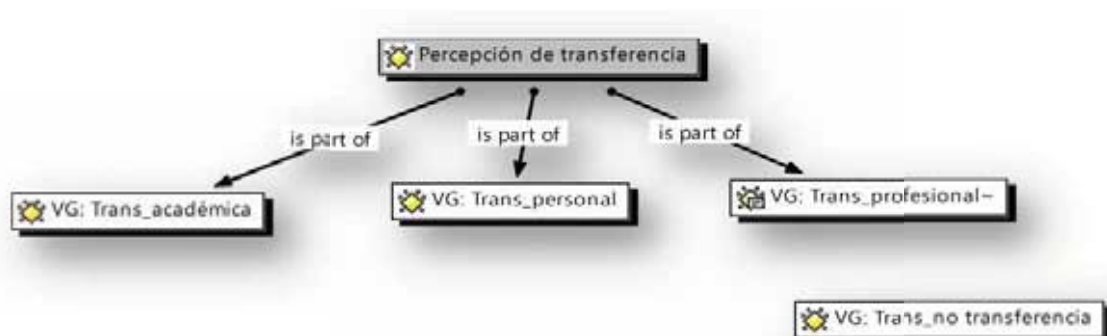 Percepción de transferencia
is part of
is part of
is part of
VG: Trans_académica
VG: Trans_personal
VG: Trans_profesional~
VG: Trans_no transferencia